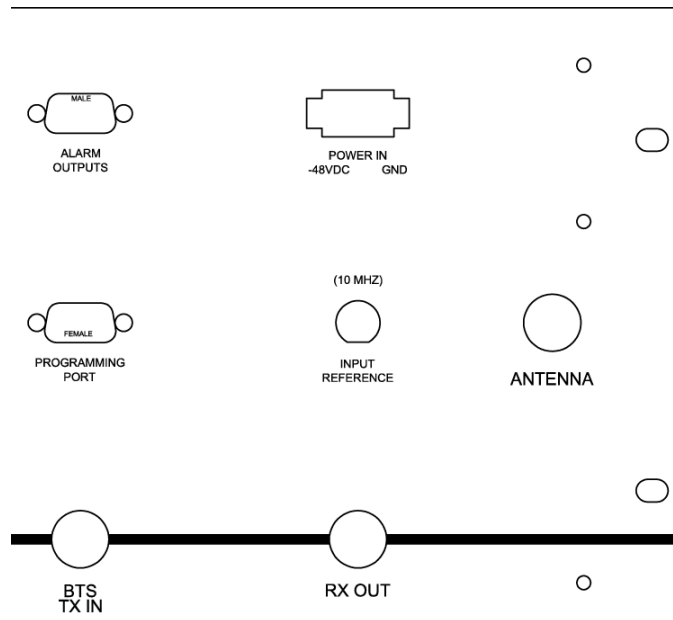 MALE
ALARM
OUTPUTS
POWER IN
-48VDC GND
(10 MHZ)
FEMALE
PROGRAMMING
PORT
INPUT
REFERENCE
ANTENNA
BTS
TX IN
RX OUT